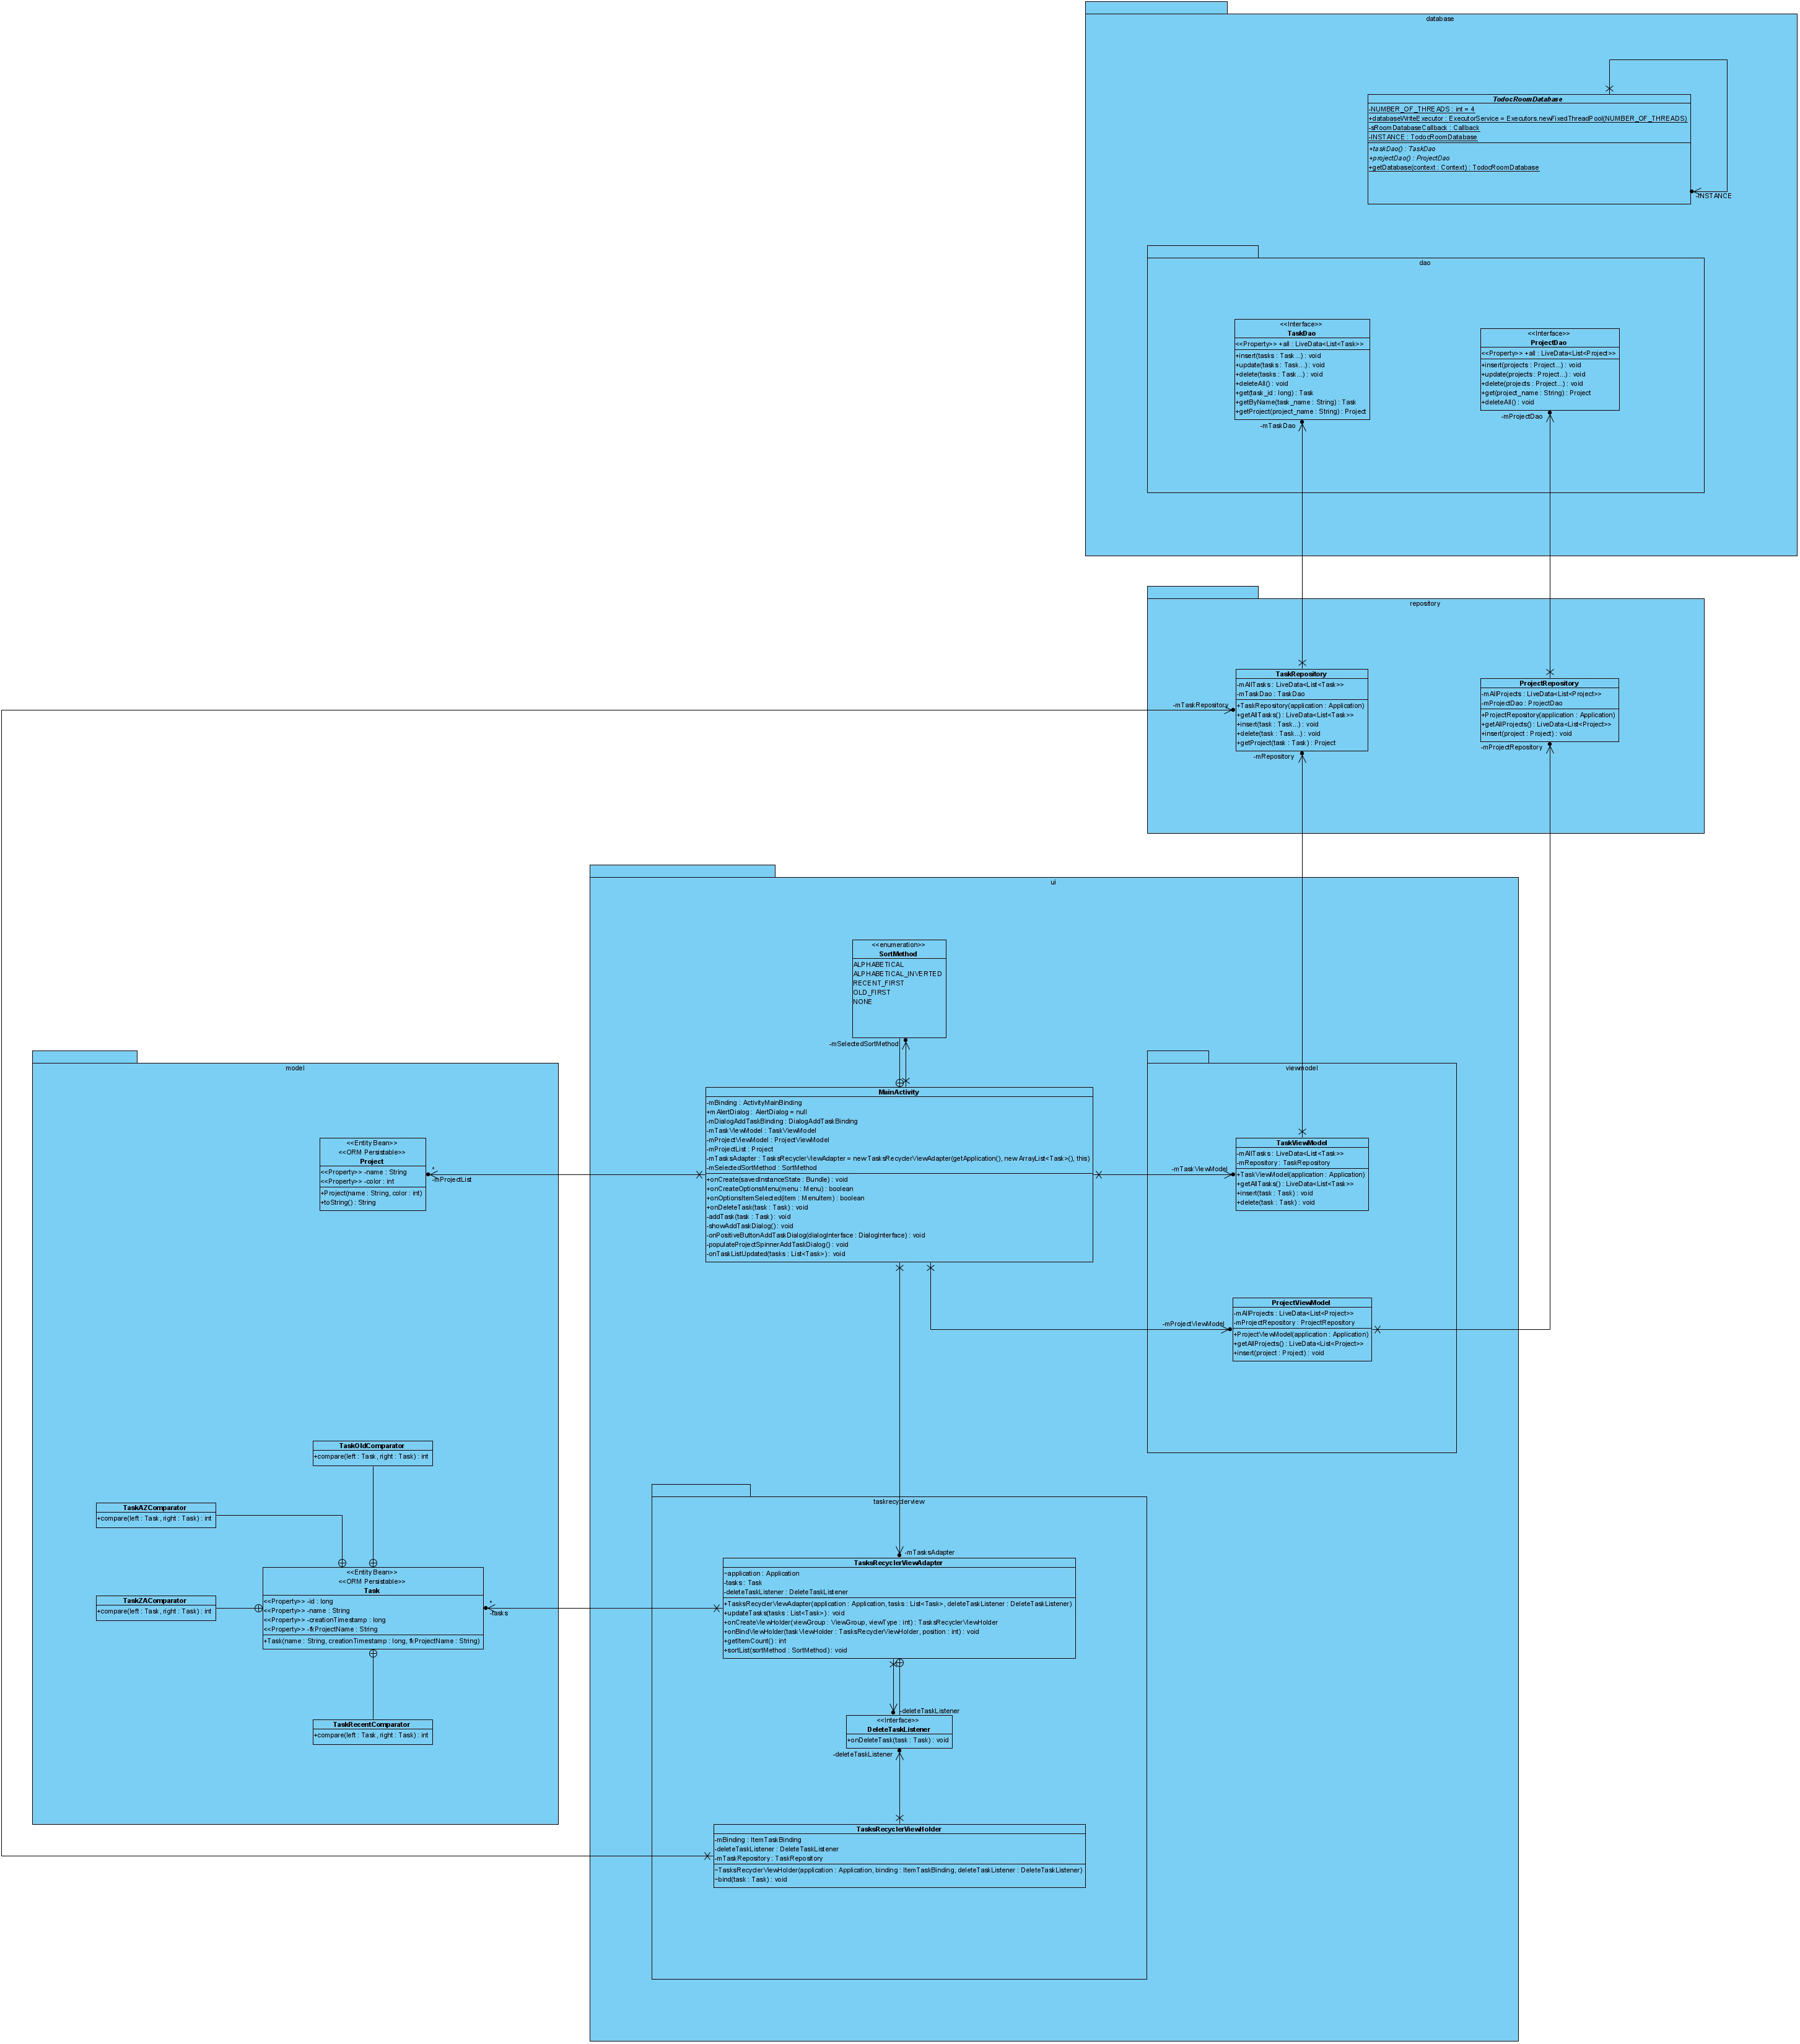 database
TodocRoomDatabase
-NUMBER_OF_THREADS : int = 4
+databaseWriteExecutor : ExecutorService = Executors.newFixedThreadPool(NUMBER_OF_THREADS)
-sRoomDatabaseCallback : Callback
-INSTANCE : TodocRoomDatabase
+taskDao() : TaskDao
+projectDao() : ProjectDao
+getDatabase(context : Context) : TodocRoomDatabase
-INSTANCE
dao
<<Interface>>
TaskDao
<<Property>> +all : LiveData<List<Task>>
+insert(tasks : Task...) : void
+update(tasks : Task...) : void
+delete(tasks : Task...) : void
+deleteAll() : void
+get(task_id : long) : Task
+getByName(task_name : String) : Task
+getProject(project_name : String) : Project
-mTaskDao
<<Interface>>
ProjectDao
<<Property>> +all : LiveData<List<Project>>
+insert(projects : Project...) : void
+update(projects : Project...) : void
+delete(projects : Project...) : void
+get(project_name : String) : Project
+deleteAll() : void
-mProjectDao
repository
TaskRepository
-mAllTasks : LiveData<List<Task>>
-mTaskDao : TaskDao
+TaskRepository(application : Application)
+getAllTasks() : LiveData<List<Task>>
+insert(task : Task...) : void
+delete(task : Task...) : void
+getProject(task : Task) : Project
-mTaskRepository
-mRepository
ProjectRepository
-mAllProjects : LiveData<List<Project>>
-mProjectDao : ProjectDao
+ProjectRepository(application : Application)
+getAllProjects() : LiveData<List<Project>>
+insert(project : Project) : void
-mProjectRepository
ui
<<enumeration>>
SortMethod
ALPHABETICAL
ALPHABETICAL_INVERTED
RECENT_FIRST
OLD_FIRST
NONE
-mSelectedSortMethod
MainActivity
-mBinding : ActivityMainBinding
+mAlertDialog : AlertDialog = null
-mDialogAddTaskBinding : DialogAddTaskBinding
-mTaskViewModel : TaskViewModel
-mProjectViewModel : ProjectViewModel
-mProjectList : Project
-mTasksAdapter : TasksRecyclerViewAdapter = new TasksRecyclerViewAdapter(getApplication(), new ArrayList<Task>(), this)
-mSelectedSortMethod : SortMethod
+onCreate(savedInstanceState : Bundle) : void
+onCreateOptionsMenu(menu : Menu) : boolean
+onOptionsItemSelected(item : MenuItem) : boolean
+onDeleteTask(task : Task) : void
-addTask(task : Task) : void
-showAddTaskDialog() : void
-onPositiveButtonAddTaskDialog(dialogInterface : DialogInterface) : void
-populateProjectSpinnerAddTaskDialog() : void
-onTaskListUpdated(tasks : List<Task>) : void
viewmodel
TaskViewModel
-mAllTasks : LiveData<List<Task>>
-mRepository : TaskRepository
+TaskViewModel(application : Application)
+getAllTasks() : LiveData<List<Task>>
+insert(task : Task) : void
+delete(task : Task) : void
-mTaskViewModel
ProjectViewModel
-mAllProjects : LiveData<List<Project>>
-mProjectRepository : ProjectRepository
+ProjectViewModel(application : Application)
+getAllProjects() : LiveData<List<Project>>
+insert(project : Project) : void
-mProjectViewModel
model
<<Entity Bean>>
<<ORM Persistable>>
Project
<<Property>> -name : String
<<Property>> -color : int
+Project(name : String, color : int)
+toString() : String
*
-mProjectList
TaskOldComparator
+compare(left : Task, right : Task) : int
TaskAZComparator
+compare(left : Task, right : Task) : int
TaskZAComparator
+compare(left : Task, right : Task) : int
<<Entity Bean>>
<<ORM Persistable>>
Task
<<Property>> -id : long
<<Property>> -name : String
<<Property>> -creationTimestamp : long
<<Property>> -fkProjectName : String
+Task(name : String, creationTimestamp : long, fkProjectName : String)
*
-tasks
TaskRecentComparator
+compare(left : Task, right : Task) : int
taskrecyclerview
-mTasksAdapter
TasksRecyclerViewAdapter
~application : Application
-tasks : Task
-deleteTaskListener : DeleteTaskListener
+TasksRecyclerViewAdapter(application : Application, tasks : List<Task>, deleteTaskListener : DeleteTaskListener)
+updateTasks(tasks : List<Task>) : void
+onCreateViewHolder(viewGroup : ViewGroup, viewType : int) : TasksRecyclerViewHolder
+onBindViewHolder(taskViewHolder : TasksRecyclerViewHolder, position : int) : void
+getItemCount() : int
+sortList(sortMethod : SortMethod) : void
-deleteTaskListener
<<Interface>>
DeleteTaskListener
+onDeleteTask(task : Task) : void
-deleteTaskListener
TasksRecyclerViewHolder
-mBinding : ItemTaskBinding
-deleteTaskListener : DeleteTaskListener
-mTaskRepository : TaskRepository
~TasksRecyclerViewHolder(application : Application, binding : ItemTaskBinding, deleteTaskListener : DeleteTaskListener)
~bind(task : Task) : void